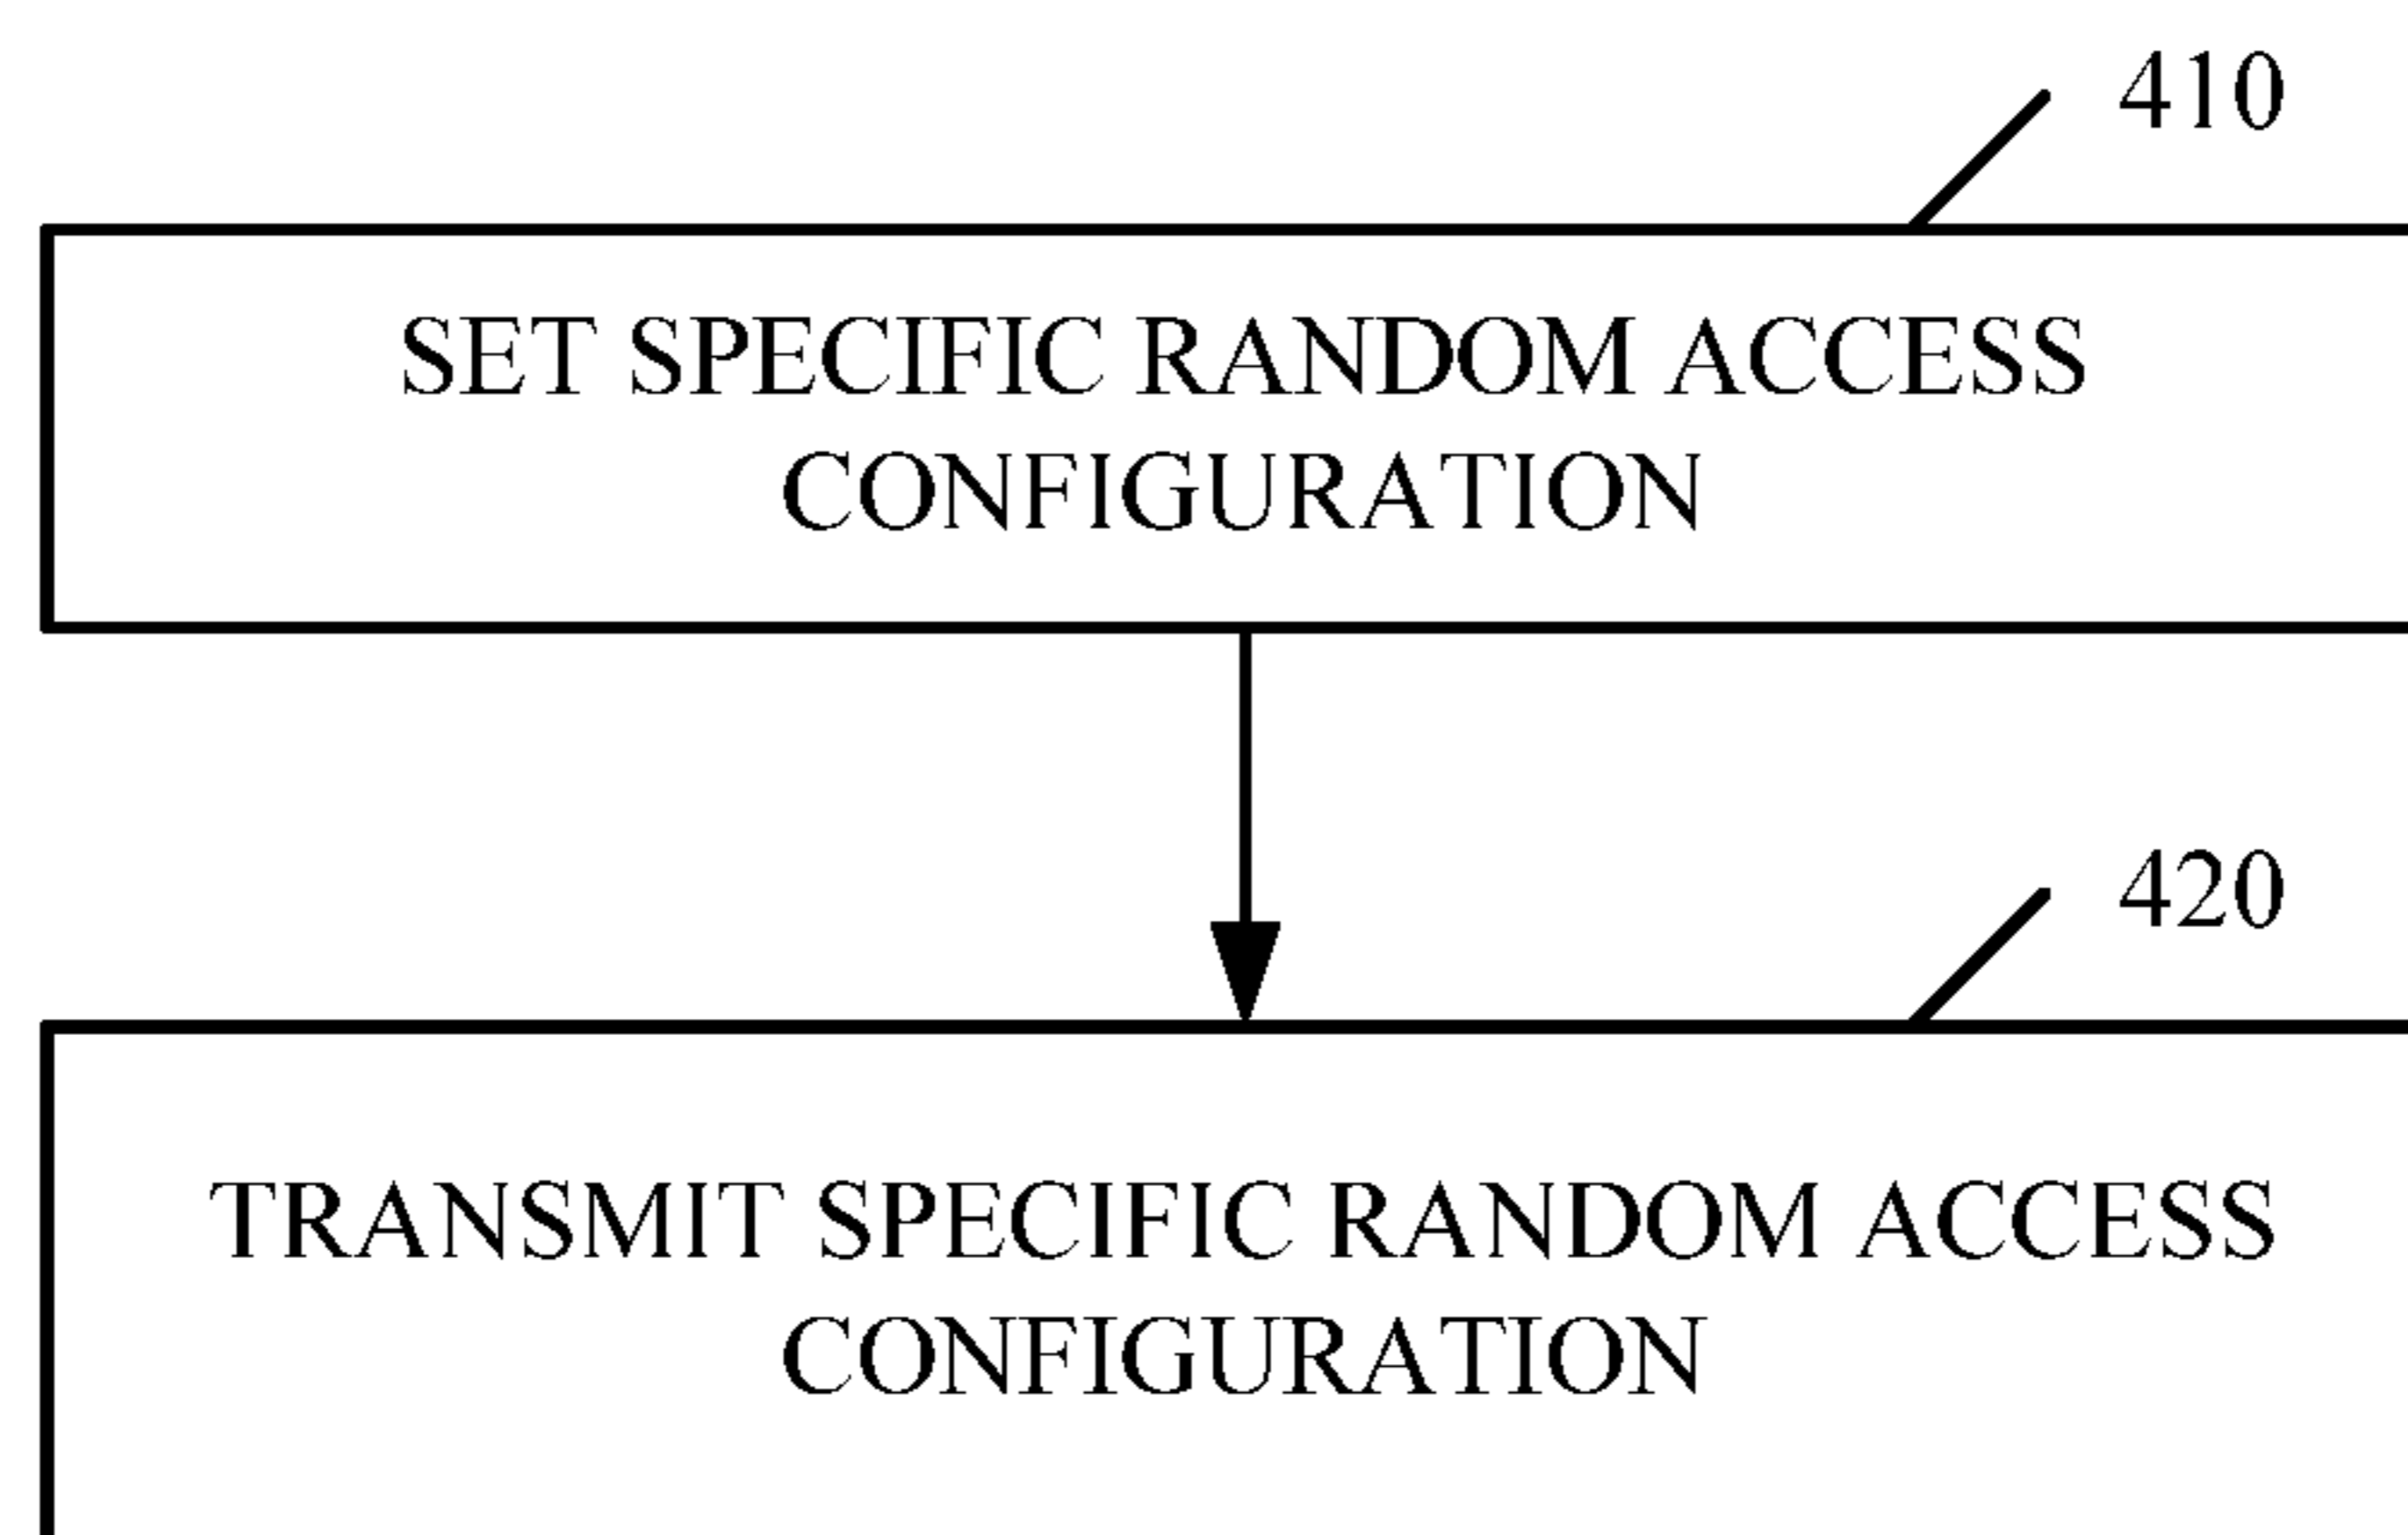 410
SET SPECIFIC RANDOM ACCESS
CONFIGURATION
420
TRANSMIT SPECIFIC RANDOM ACCESS
CONFIGURATION